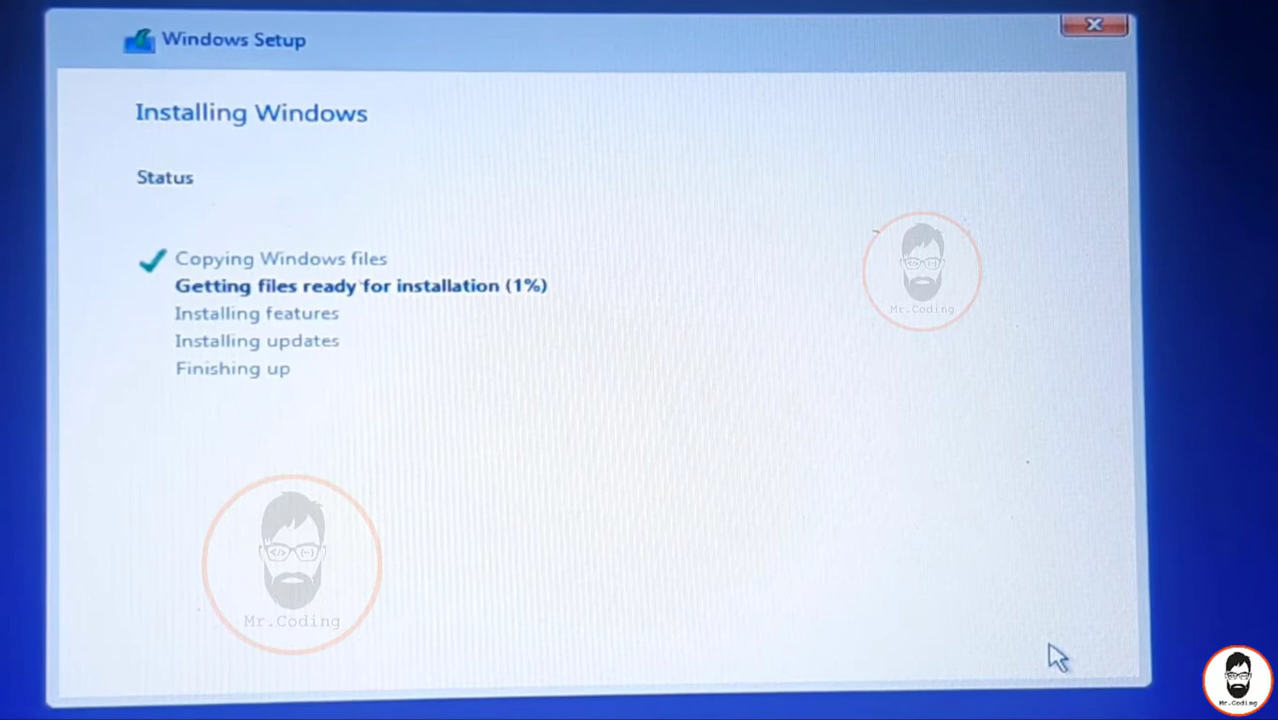 Windows Setup
Installing Windows
Status
Copying Windows files
Getting files ready for installation (1%)
Installing features
Installing updates
Finishing up
Mr.Coding
Mr.Coding
Mr.Coding